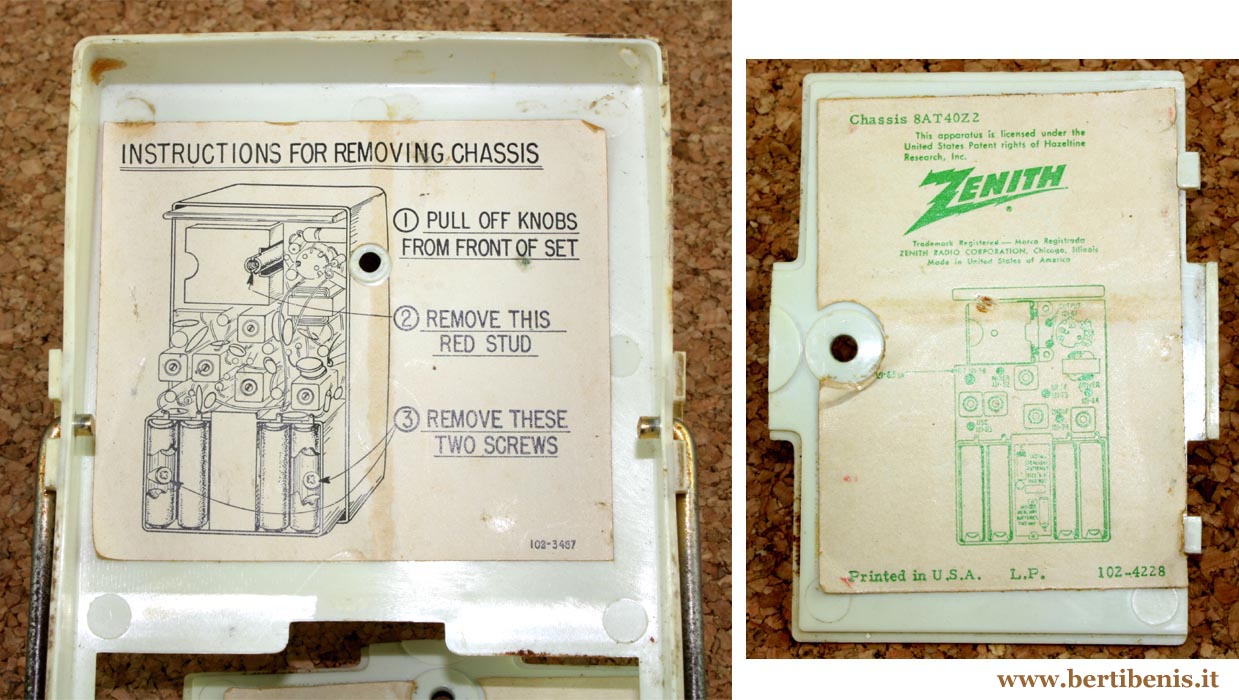 INSTRUCTIONS FOR REMOVING CHASSIS
1 PULL OFF KNOBS
FROM FRONT OF SET
2 REMOVE THIS
RED STUD
3 REMOVE THESE
TWO SCREWS
102-3487
Chassis 8AT40Z2
This apparatus is licensed under the
United States Patent rights of Hazeltine
Research, Inc.
ZENITH
®
Trademark Registered — Marca Registrada
ZENITH RADIO CORPORATION, Chicago, Illinois
Made in United States of America
Printed in U.S.A. L.P. 102-4228
www.bertibenis.it